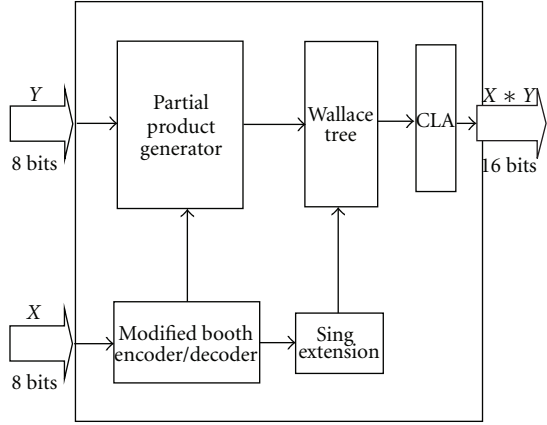 Y
8 bits
Partial
product
generator
Wallace
tree
CLA
X ∗ Y
16 bits
X
8 bits
Modified booth
encoder/decoder
Sing
extension